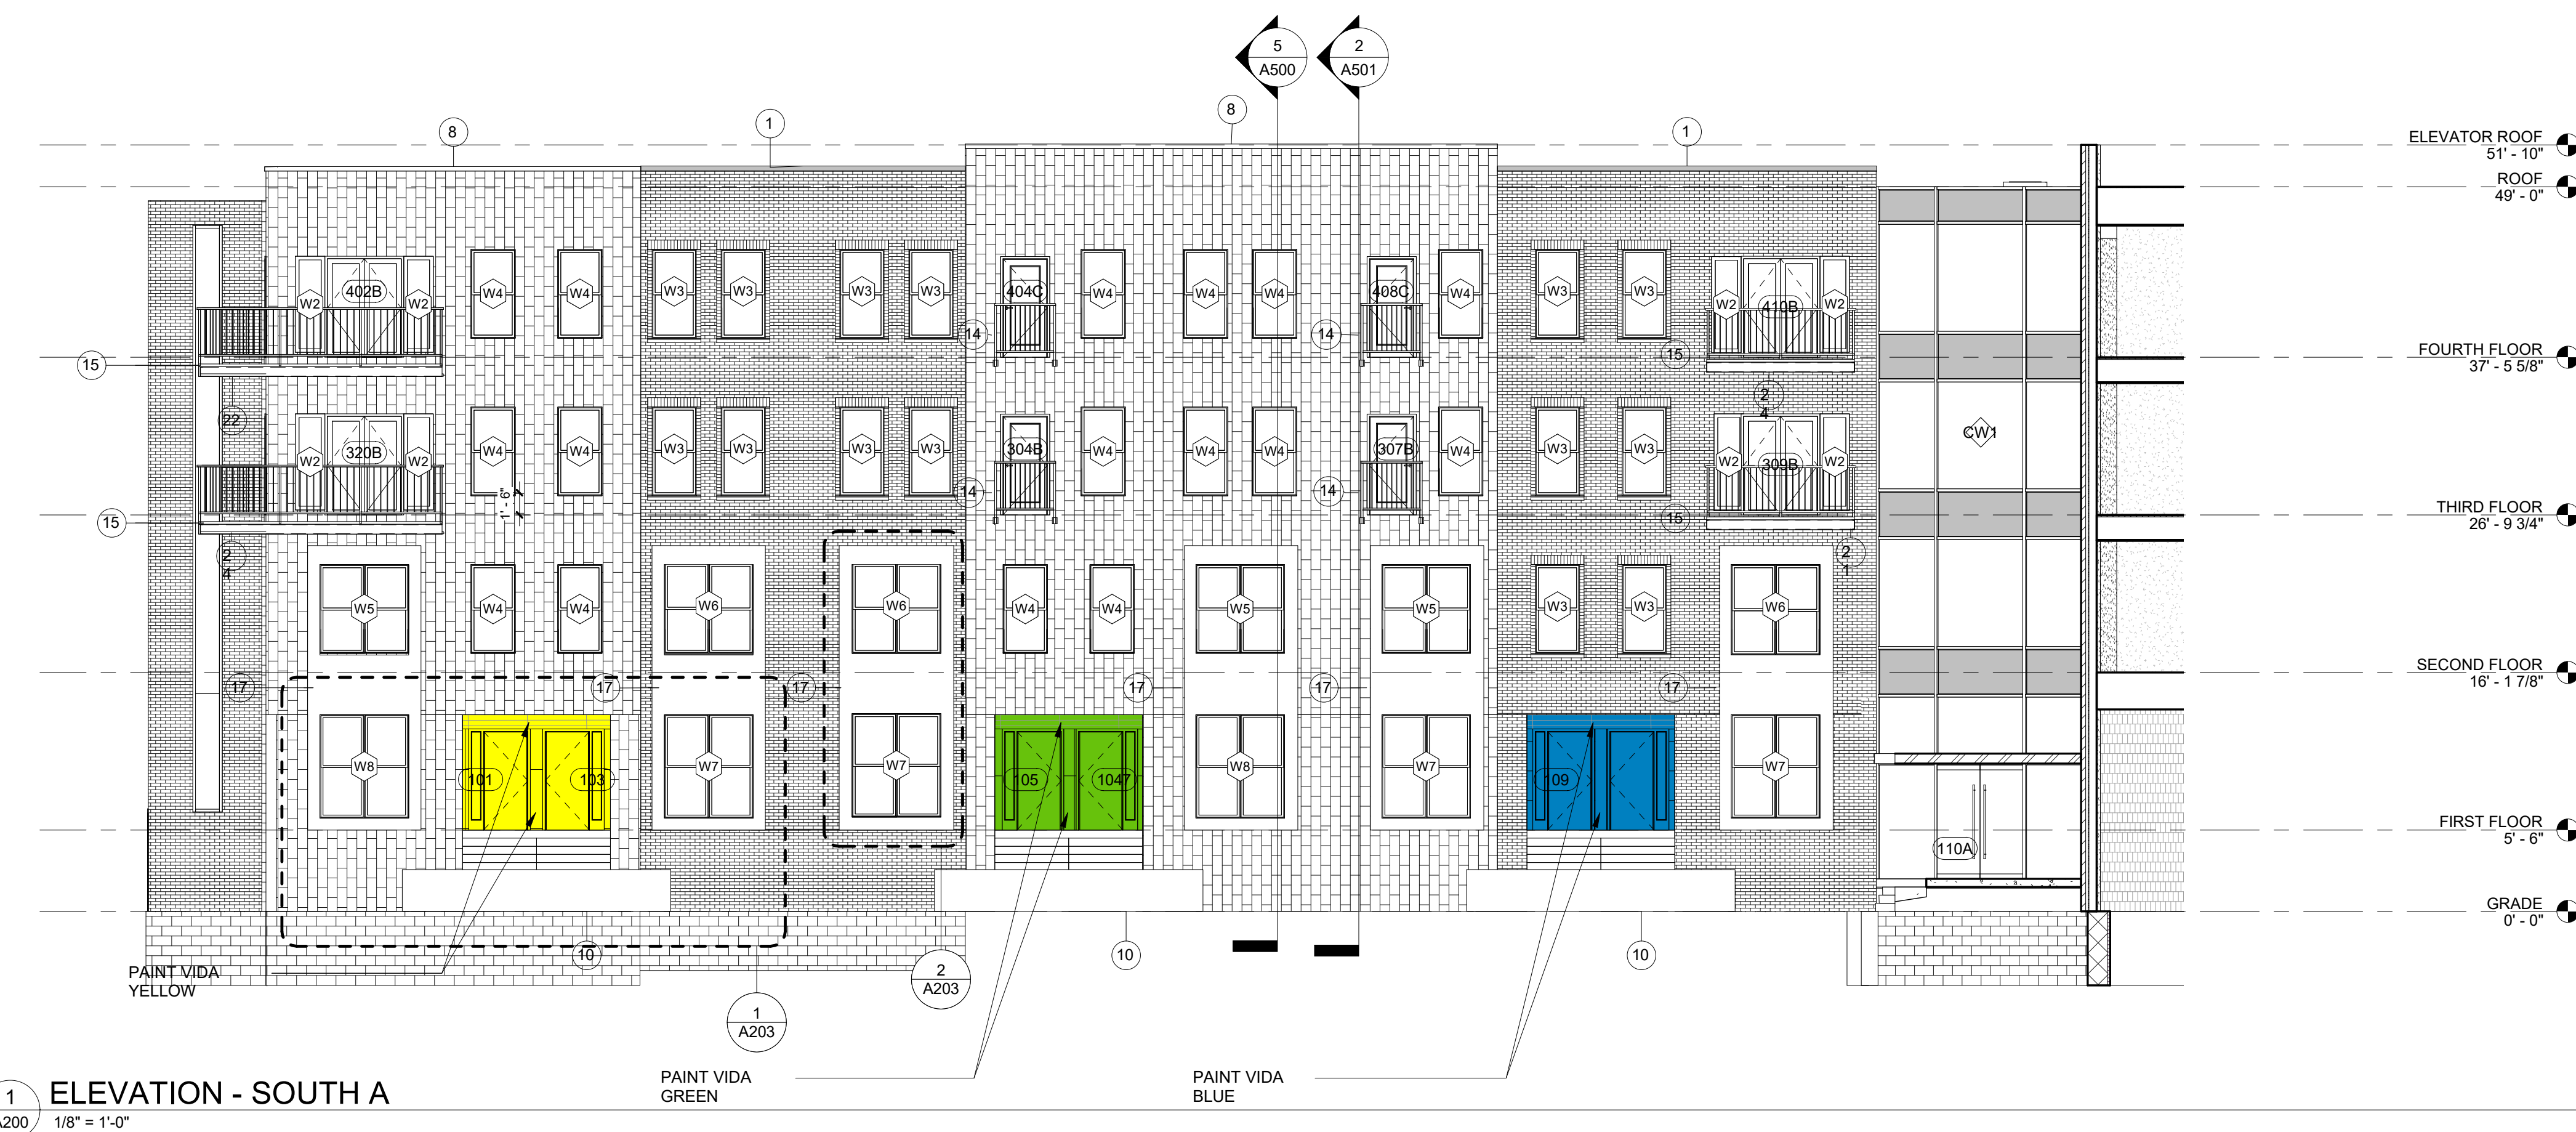 5
A500
2
A501
8
1
8
1
ELEVATOR ROOF
51' - 10"
ROOF
49' - 0"
W2
402B
W2
W4
W4
W3
W3
W3
W3
404C
W4
W4
W4
408C
W4
W3
W3
W2
410B
W2
14
14
15
15
FOURTH FLOOR
37' - 5 5/8"
22
24
W2
320B
W2
W4
W4
W3
W3
W3
W3
304B
W4
W4
W4
307B
W4
W3
W3
W2
309B
W2
CW1
1' - 6"
14
14
15
15
THIRD FLOOR
26' - 9 3/4"
24
21
W5
W4
W4
W6
W6
W4
W4
W5
W5
W3
W3
W6
17
17
17
17
17
17
SECOND FLOOR
16' - 1 7/8"
W8
101
103
W7
W7
105
1047
W8
W7
109
W7
110A
FIRST FLOOR
5' - 6"
GRADE
0' - 0"
10
10
10
PAINT VIDA
YELLOW
2
A203
1
A203
PAINT VIDA
GREEN
PAINT VIDA
BLUE
1
A200
ELEVATION - SOUTH A
1/8" = 1'-0"